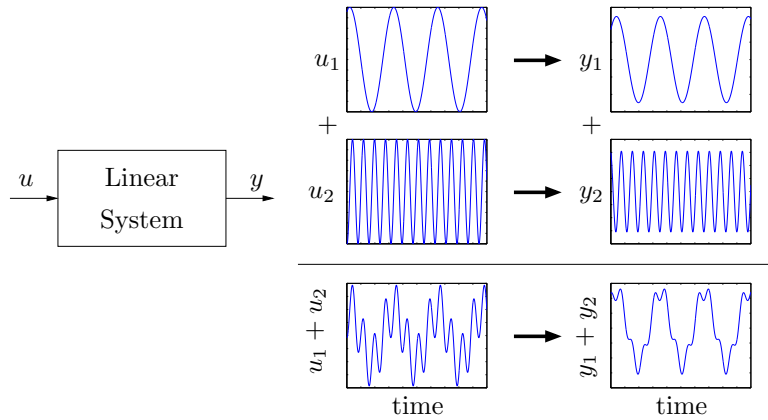 u
Linear
System
y
u₁
y₁
+
+
u₂
y₂
u₁ + u₂
y₁ + y₂
time
time